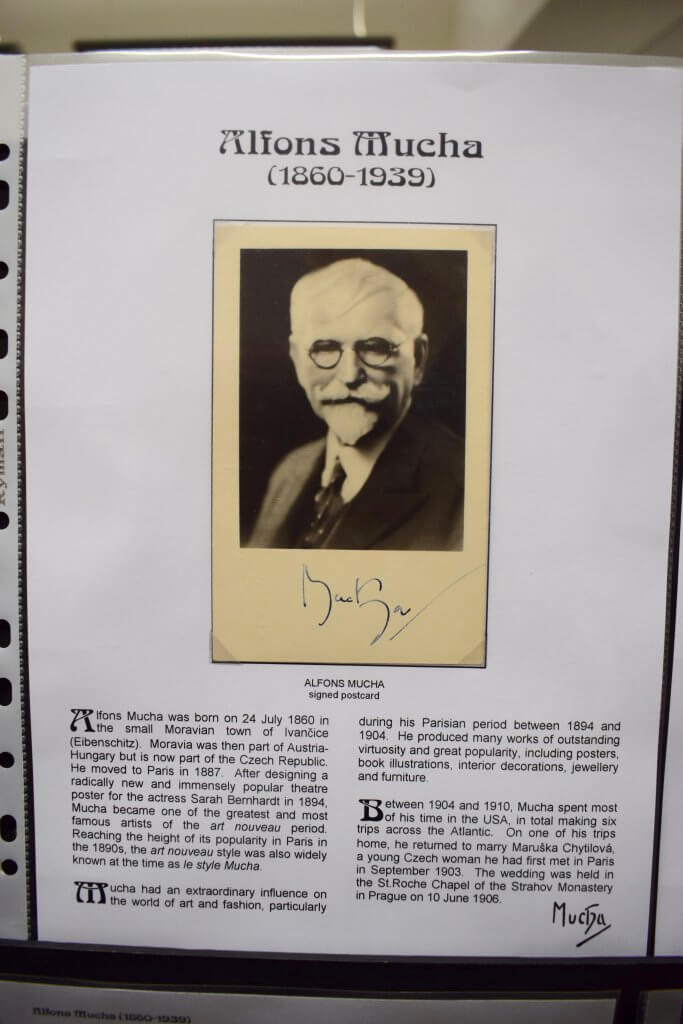 Alfons Mucha
(1860-1939)
Mucha
ALFONS MUCHA
signed postcard
Alfons Mucha was born on 24 July 1860 in
the small Moravian town of Ivančice
(Eibenschitz). Moravia was then part of Austria-
Hungary but is now part of the Czech Republic.
He moved to Paris in 1887. After designing a
radically new and immensely popular theatre
poster for the actress Sarah Bernhardt in 1894,
Mucha became one of the greatest and most
famous artists of the art nouveau period.
Reaching the height of its popularity in Paris in
the 1890s, the art nouveau style was also widely
known at the time as le style Mucha.
Mucha had an extraordinary influence on
the world of art and fashion, particularly
during his Parisian period between 1894 and
1904. He produced many works of outstanding
virtuosity and great popularity, including posters,
book illustrations, interior decorations, jewellery
and furniture.
Between 1904 and 1910, Mucha spent most
of his time in the USA, in total making six
trips across the Atlantic. On one of his trips
home, he returned to marry Maruška Chytilová,
a young Czech woman he had first met in Paris
in September 1903. The wedding was held in
the St.Roche Chapel of the Strahov Monastery
in Prague on 10 June 1906.
Mucha
Ryman
Alfons Mucha (1860-1939)